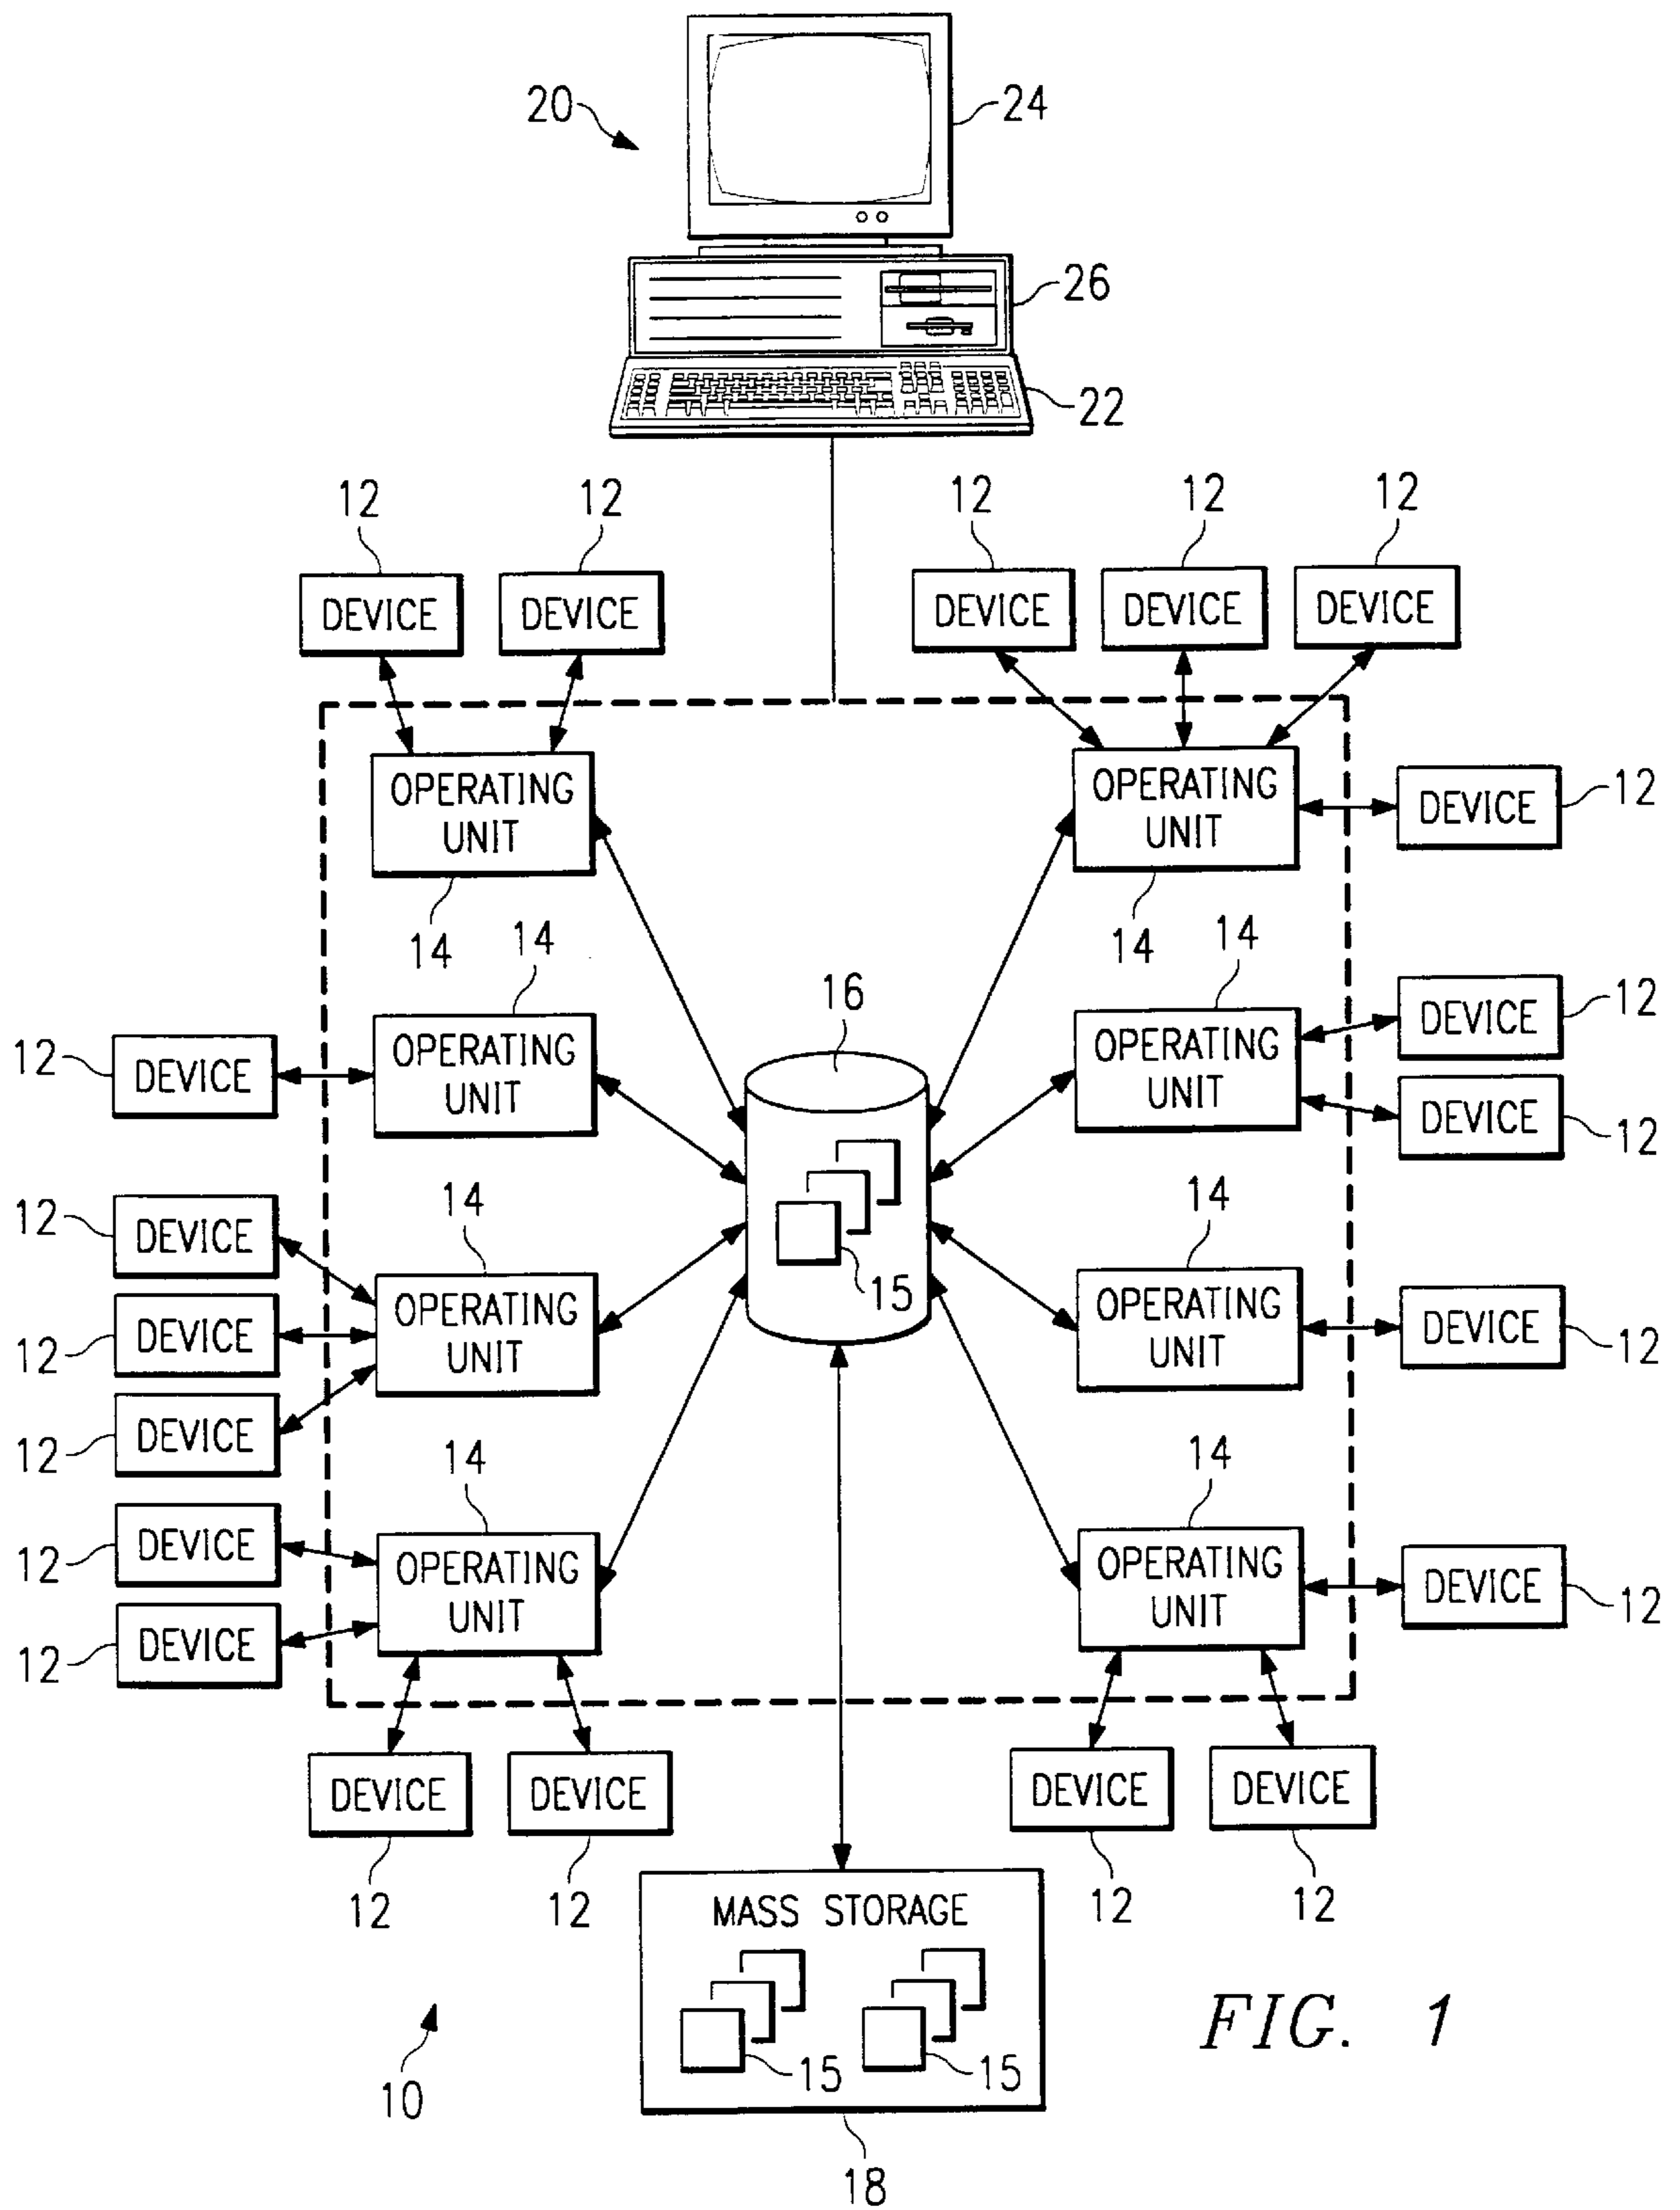 20
24
26
22
12
12
12
12
12
DEVICE
DEVICE
DEVICE
DEVICE
DEVICE
OPERATING
UNIT
14
OPERATING
UNIT
14
DEVICE
12
14
OPERATING
UNIT
12
DEVICE
16
15
14
OPERATING
UNIT
DEVICE
12
DEVICE
12
12
DEVICE
12
DEVICE
12
DEVICE
14
OPERATING
UNIT
14
OPERATING
UNIT
DEVICE
12
12
DEVICE
12
DEVICE
14
OPERATING
UNIT
14
OPERATING
UNIT
DEVICE
12
DEVICE
12
DEVICE
12
DEVICE
12
DEVICE
12
MASS STORAGE
15
15
18
10
FIG. 1